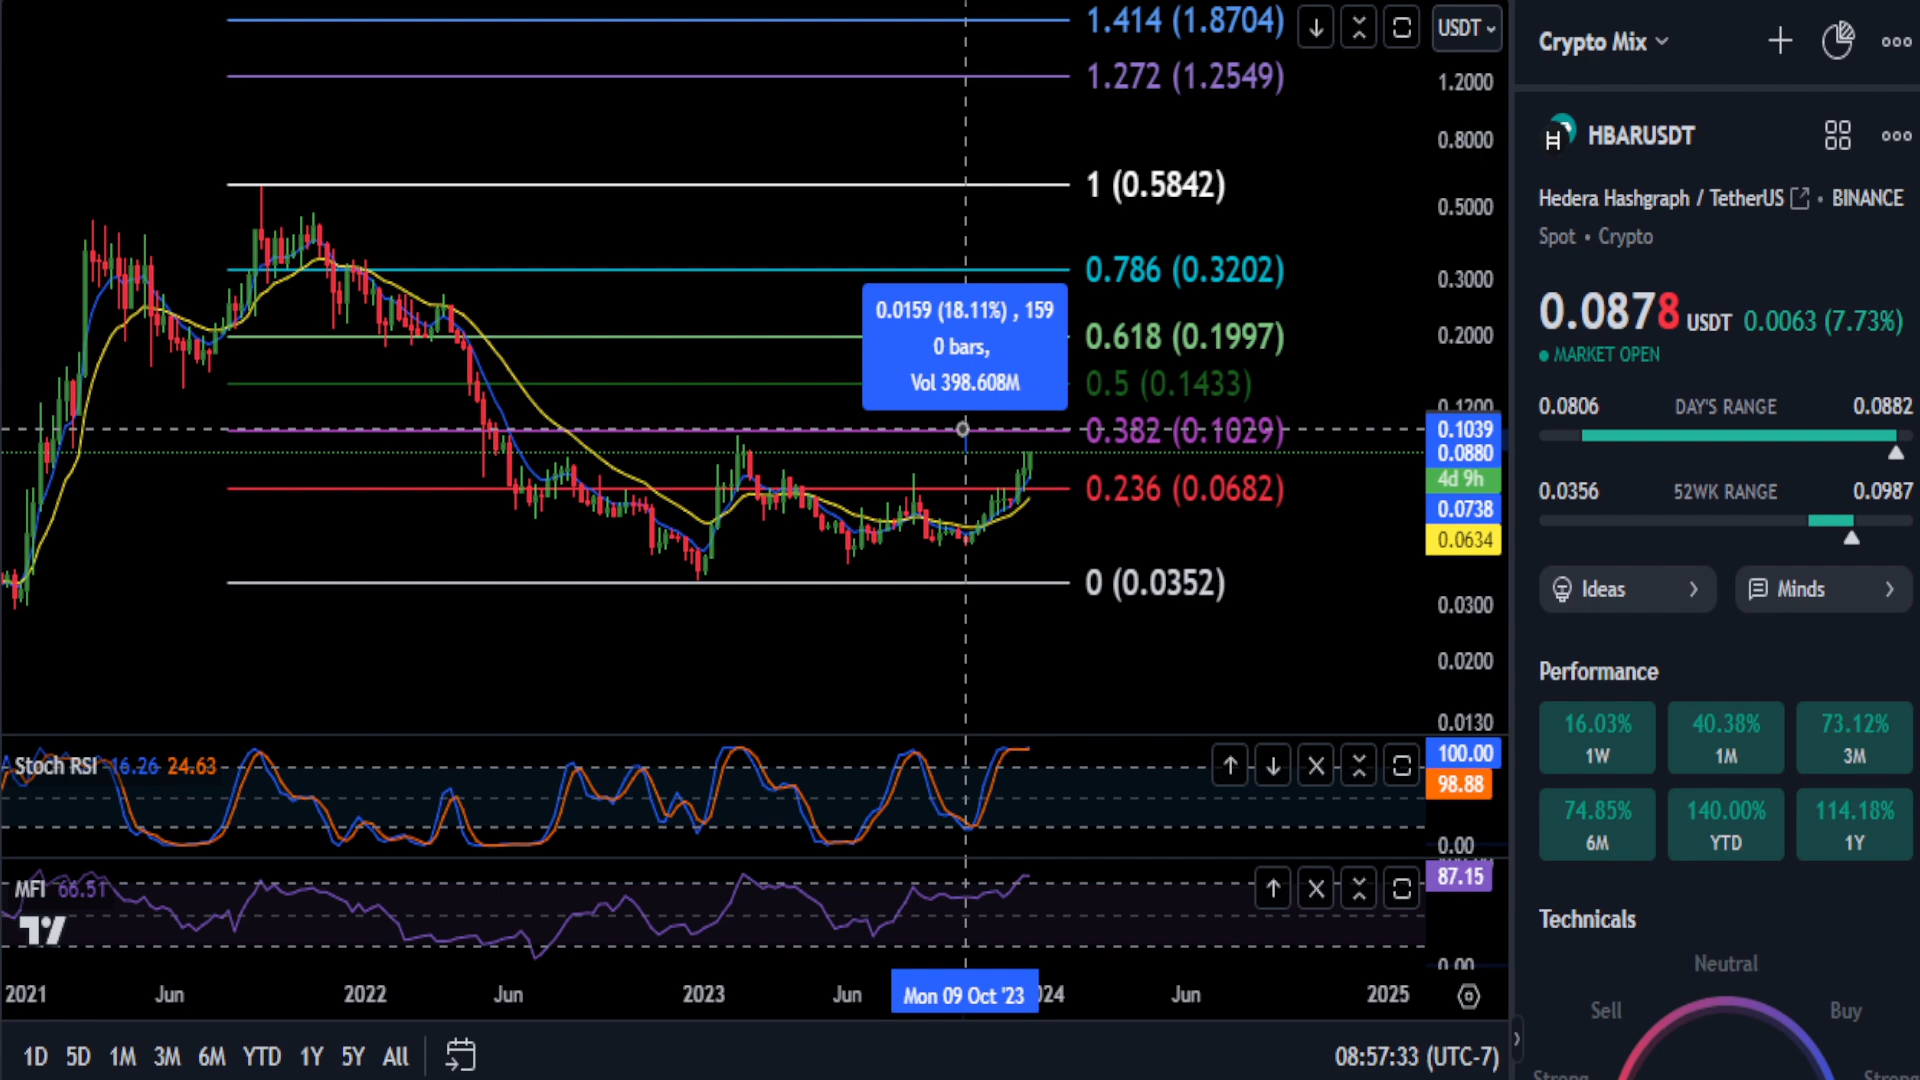 1.414 (1.8704)
USDT
1.272 (1.2549)
1.2000
0.8000
1 (0.5842)
0.5000
0.786 (0.3202)
0.3000
0.0159 (18.11%) , 159
0 bars,
Vol 398.608M
0.618 (0.1997)
0.2000
0.5 (0.1433)
0.1200
0.382 (0.1029)
0.1039
0.0880
4d 9h
0.236 (0.0682)
0.0738
0.0634
0 (0.0352)
0.0300
0.0200
0.0130
Stoch RSI 16.26 24.63
100.00
98.88
0.00
MFI 66.51
87.15
0.00
2021 Jun 2022 Jun 2023 Jun Mon 09 Oct '23 024 Jun 2025
1D 5D 1M 3M 6M YTD 1Y 5Y All
08:57:33 (UTC-7)
Crypto Mix
HBARUSDT
Hedera Hashgraph / TetherUS • BINANCE
Spot • Crypto
0.0878 USDT 0.0063 (7.73%)
MARKET OPEN
0.0806 DAY'S RANGE 0.0882
0.0356 52WK RANGE 0.0987
Ideas Minds
Performance
16.03% 40.38% 73.12%
1W 1M 3M
74.85% 140.00% 114.18%
6M YTD 1Y
Technicals
Neutral
Sell Buy
Strong Strong